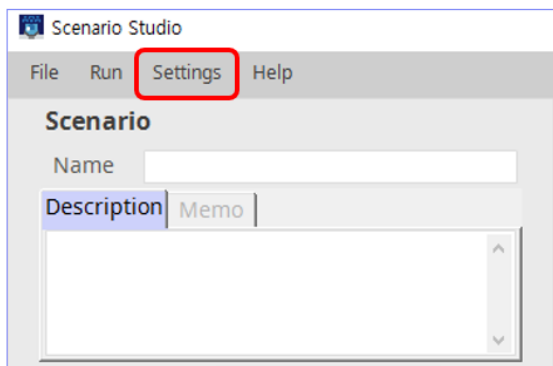 Scenario Studio
File Run Settings Help
Scenario
Name
Description Memo